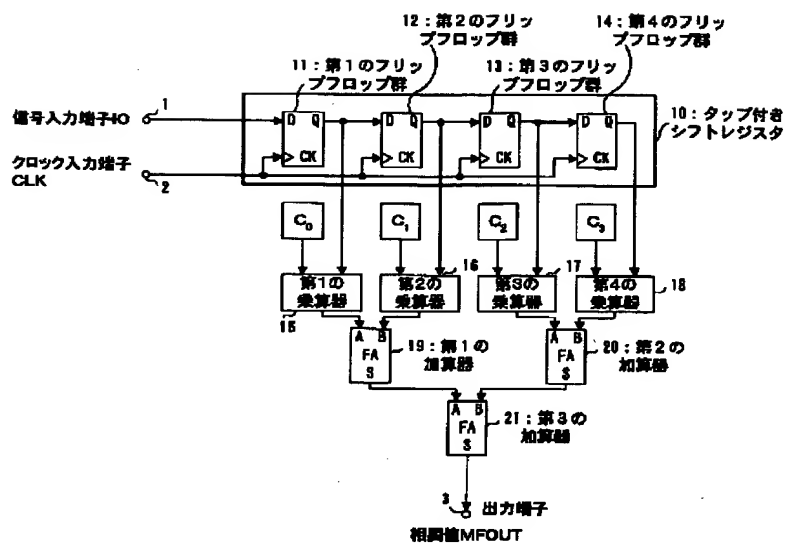 12：第2のフリッ
プフロップ群
14：第4のフリッ
プフロップ群
11：第1のフリッ
プフロップ群
13：第3のフリッ
プフロップ群
1
信号入力端子IO
D Q
CK
D Q
CK
D Q
CK
D Q
CK
10：タップ付き
シフトレジスタ
クロック入力端子
CLK
2
C0
C1
C2
C3
16
17
第1の
乗算器
第2の
乗算器
第3の
乗算器
第4の
乗算器
18
15
A B
FA
S
19：第1の
加算器
A B
FA
S
20：第2の
加算器
A B
FA
S
21：第3の
加算器
3
出力端子
相関値MFOUT